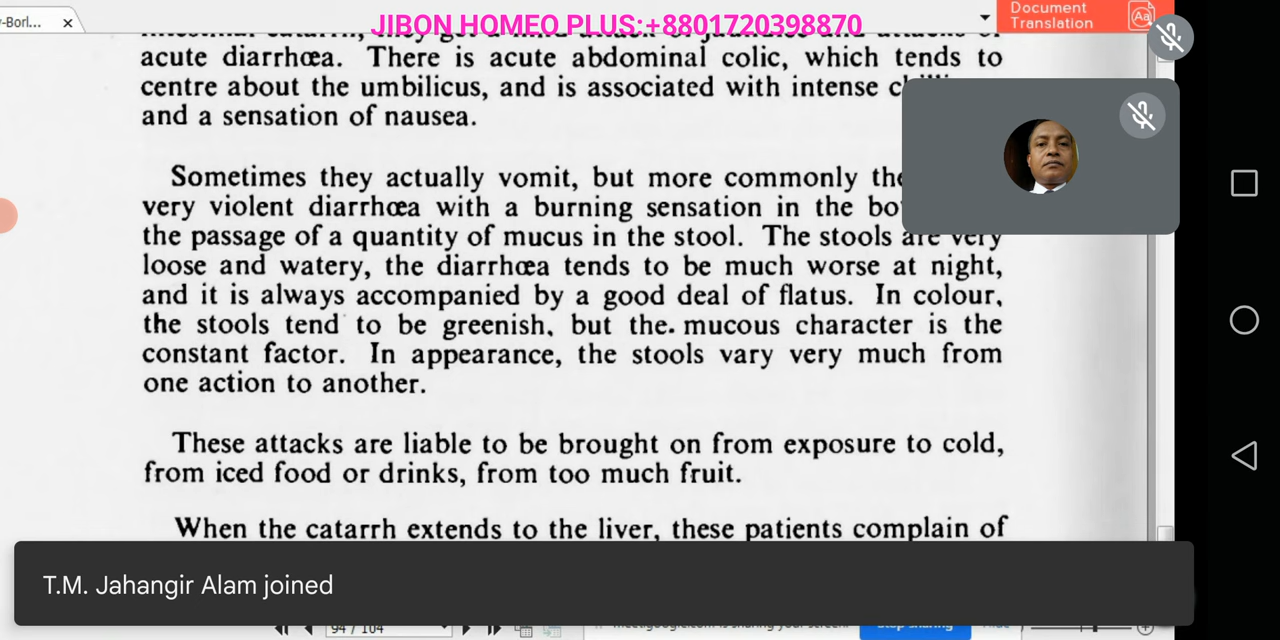 -Borl...
JIBON HOMEO PLUS:+8801720398870
Document
Translation
acute diarrhœa. There is acute abdominal colic, which tends to
centre about the umbilicus, and is associated with intense
and a sensation of nausea.
Sometimes they actually vomit, but more commonly
very violent diarrhœa with a burning sensation in the
the passage of a quantity of mucus in the stool. The stools are very
loose and watery, the diarrhœa tends to be much worse at night,
and it is always accompanied by a good deal of flatus. In colour,
the stools tend to be greenish, but the mucous character is the
constant factor. In appearance, the stools vary very much from
one action to another.
These attacks are liable to be brought on from exposure to cold,
from iced food or drinks, from too much fruit.
When the catarrh extends to the liver, these patients complain of
T.M. Jahangir Alam joined
94 / 104